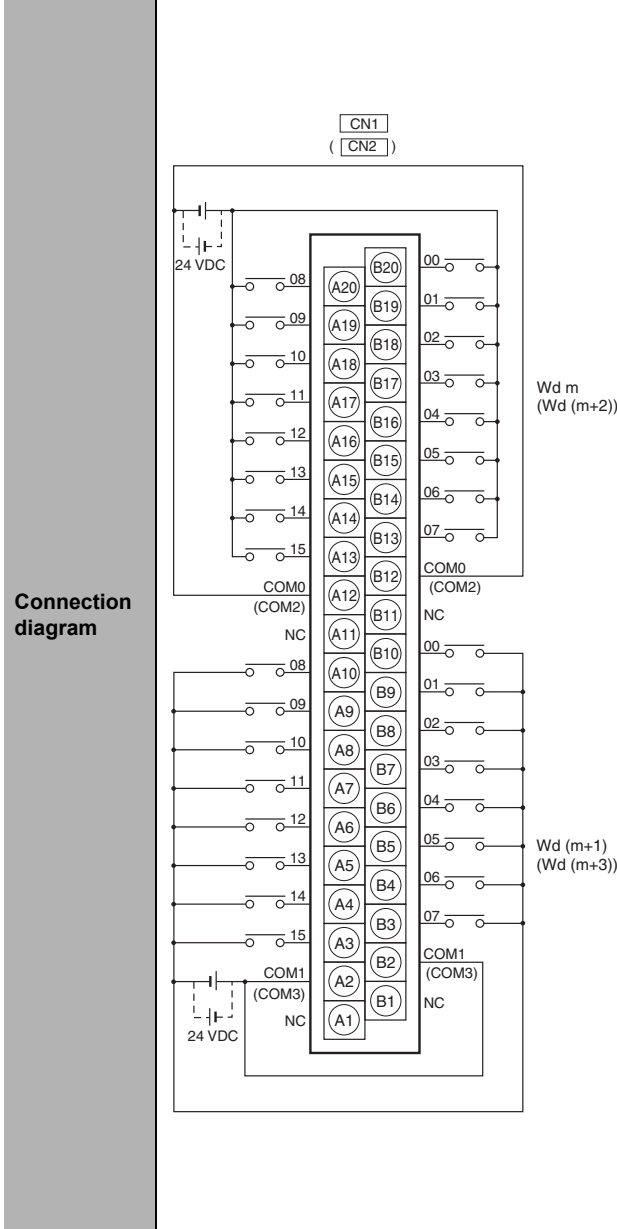 Connection
diagram
CN1
( CN2 )
24 VDC
08 A20 B20 00
09 A19 B19 01
10 A18 B18 02
11 A17 B17 03
12 A16 B16 04
13 A15 B15 05
14 A14 B14 06
15 A13 B13 07
Wd m
(Wd (m+2))
COM0 A12 B12 COM0
(COM2) (COM2)
NC A11 B11 NC
08 A10 B10 00
09 A9 B9 01
10 A8 B8 02
11 A7 B7 03
12 A6 B6 04
13 A5 B5 05
14 A4 B4 06
15 A3 B3 07
Wd (m+1)
(Wd (m+3))
COM1 A2 B2 COM1
(COM3) (COM3)
NC A1 B1 NC
24 VDC